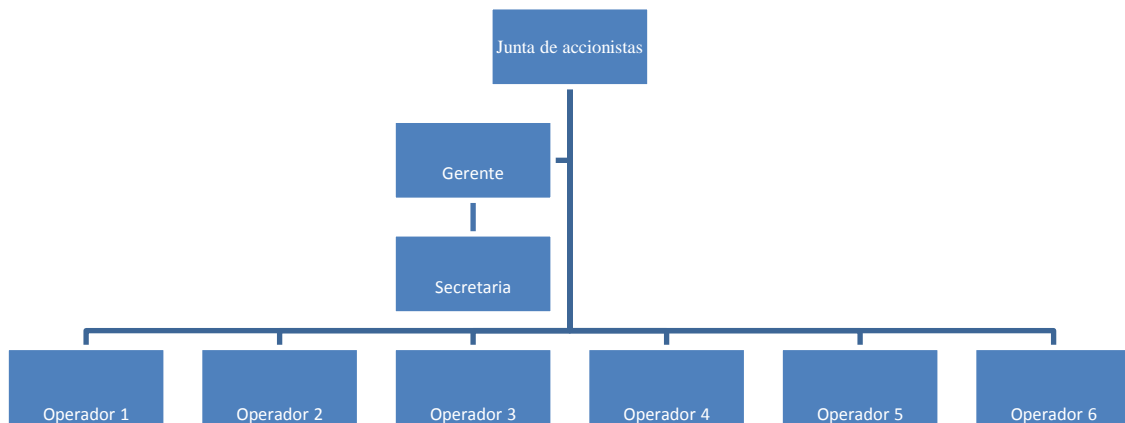 Junta de accionistas
Gerente
Secretaria
Operador 1
Operador 2
Operador 3
Operador 4
Operador 5
Operador 6